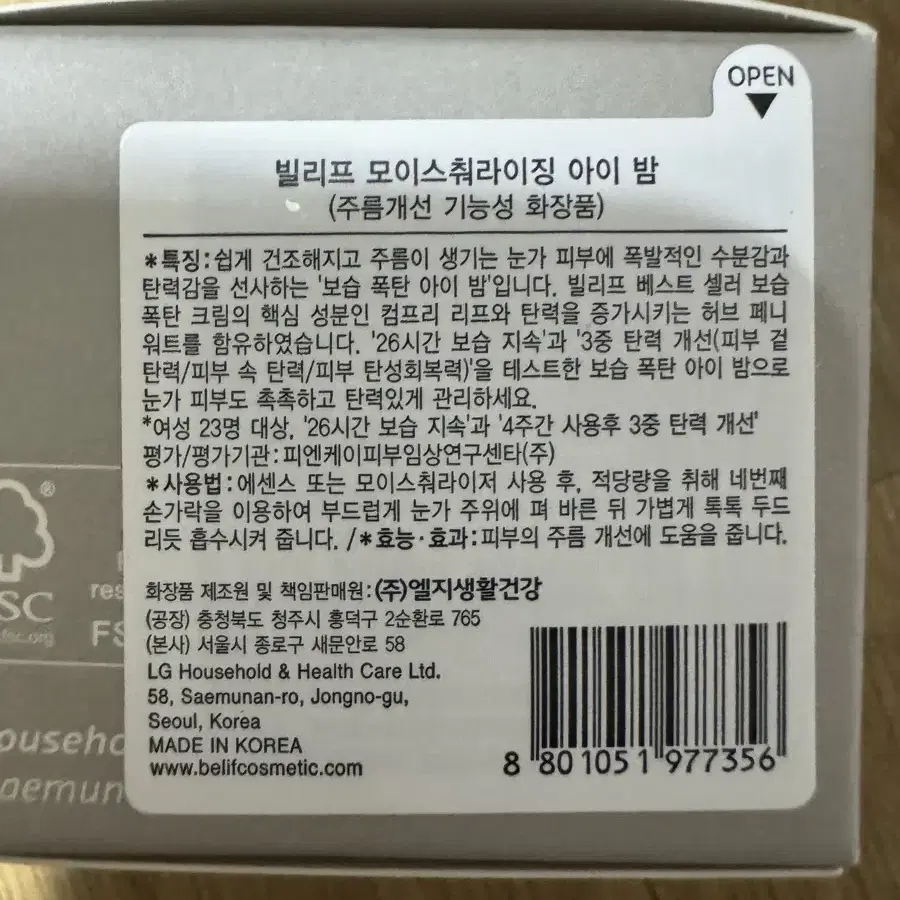 OPEN
빌리프 모이스춰라이징 아이 밤
(주름개선 기능성 화장품)
*특징:쉽게 건조해지고 주름이 생기는 눈가 피부에 폭발적인 수분감과
탄력감을 선사하는 '보습 폭탄 아이 밤'입니다. 빌리프 베스트 셀러 보습
폭탄 크림의 핵심 성분인 컴프리 리프와 탄력을 증가시키는 허브 페니
워트를 함유하였습니다. '26시간 보습 지속'과 '3중 탄력 개선(피부 겉
탄력/피부 속 탄력/피부 탄성회복력)'을 테스트한 보습 폭탄 아이 밤으로
눈가 피부도 촉촉하고 탄력있게 관리하세요.
*여성 23명 대상, '26시간 보습 지속'과 '4주간 사용후 3중 탄력 개선'
평가/평가기관:피엔케이피부임상연구센타(주)
*사용법:에센스 또는 모이스춰라이저 사용 후, 적당량을 취해 네번째
손가락을 이용하여 부드럽게 눈가 주위에 펴 바른 뒤 가볍게 톡톡 두드
리듯 흡수시켜 줍니다. /*효능·효과:피부의 주름 개선에 도움을 줍니다.
화장품 제조원 및 책임판매원:(주)엘지생활건강
(공장) 충청북도 청주시 흥덕구 2순환로 765
(본사) 서울시 종로구 새문안로 58
LG Household & Health Care Ltd.
58, Saemunan-ro, Jongno-gu,
Seoul, Korea
MADE IN KOREA
www.belifcosmetic.com
8 801051 977356
®
SC
fsc.org
res
FS
ouseho
aemun